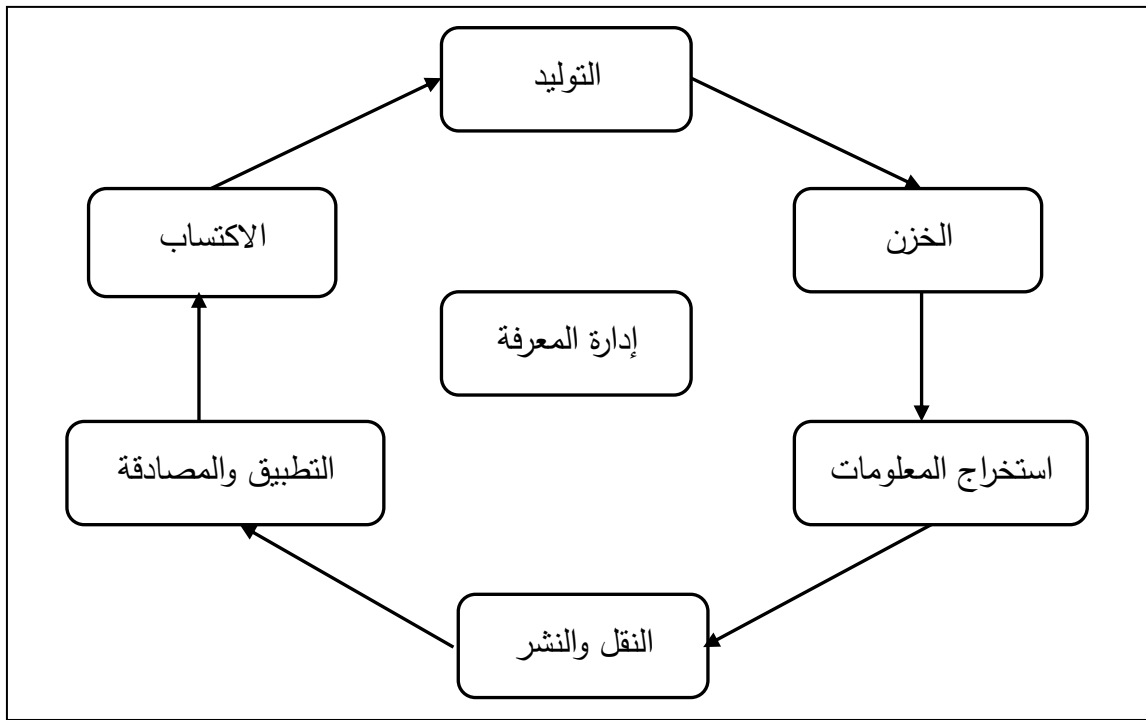 التوليد
الاكتساب
الخزن
إدارة المعرفة
التطبيق والمصادقة
استخراج المعلومات
النقل والنشر